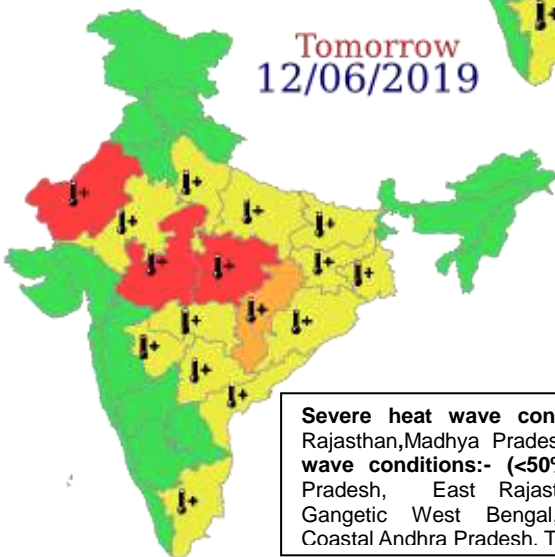 Tomorrow
12/06/2019
Severe heat wave con
Rajasthan,Madhya Prades
wave conditions:- (<50%
Pradesh, East Rajast
Gangetic West Bengal,
Coastal Andhra Pradesh, T